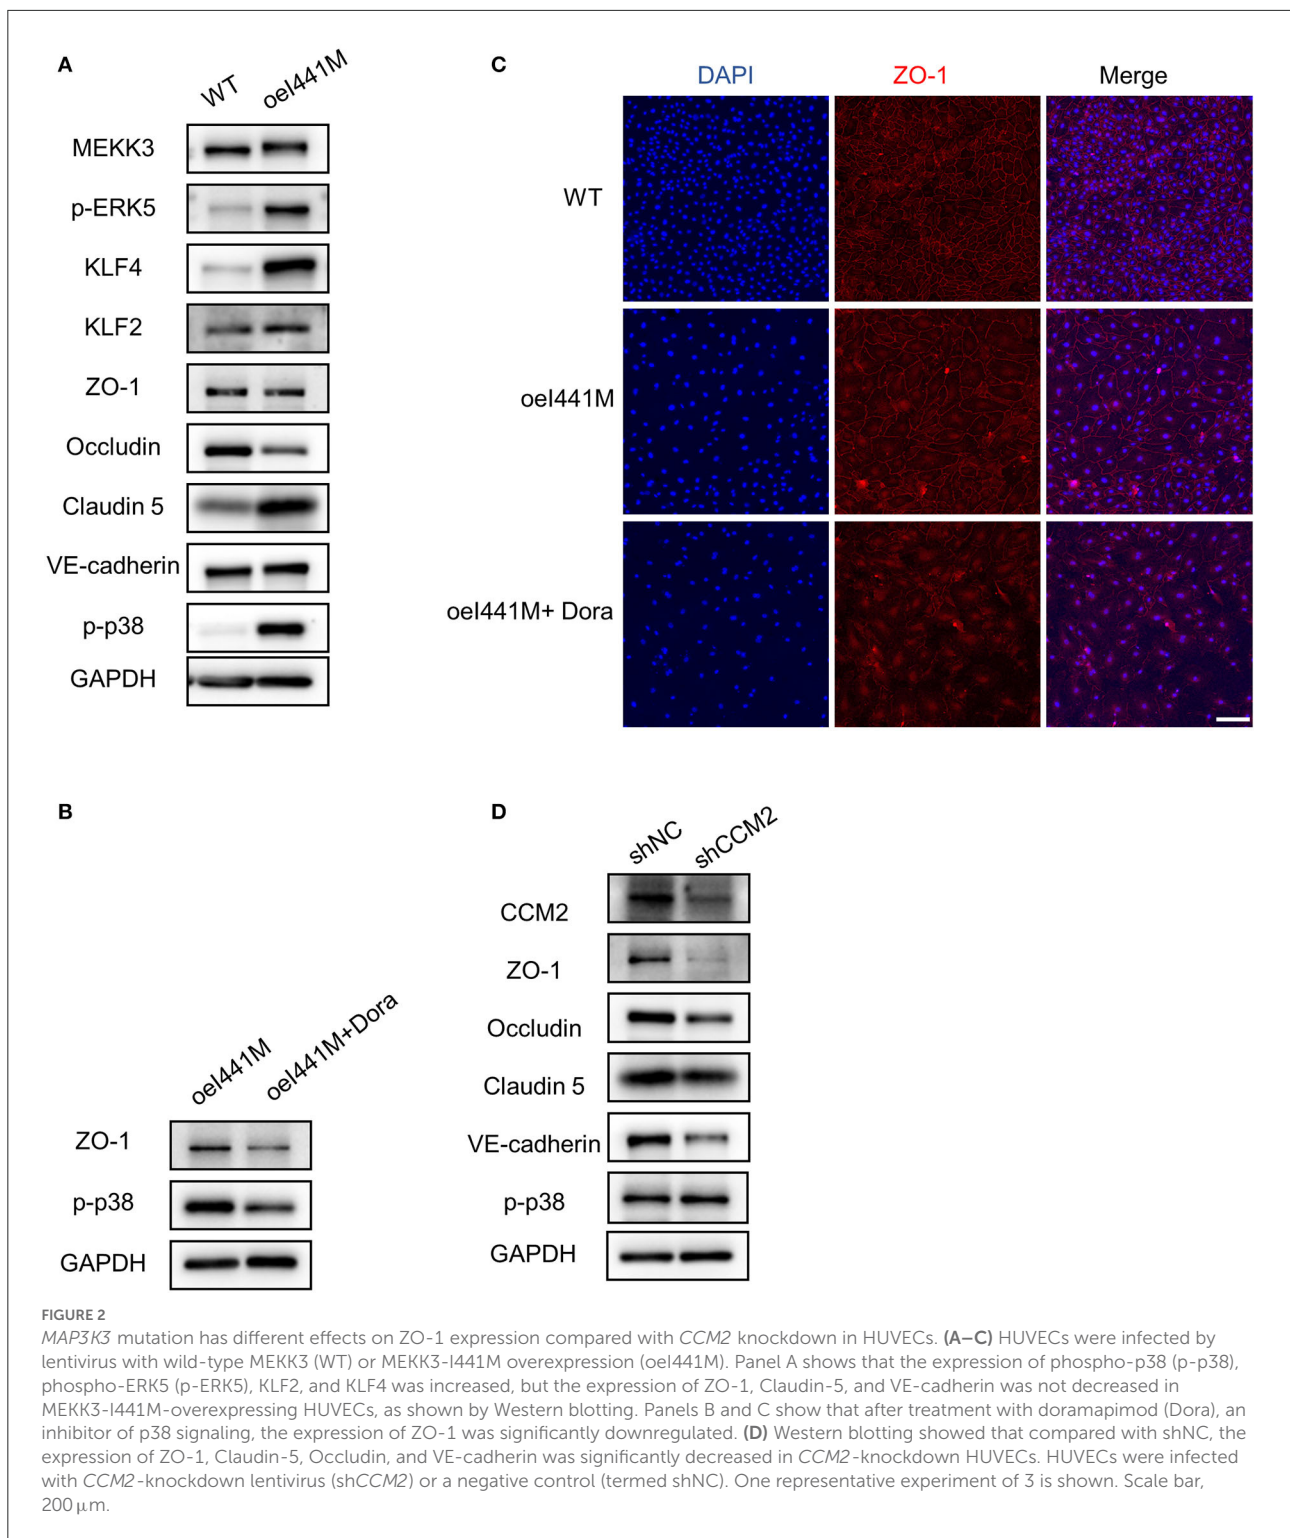 A
WT
oeI441M
MEKK3
p-ERK5
KLF4
KLF2
ZO-1
Occludin
Claudin 5
VE-cadherin
p-p38
GAPDH
C
DAPI
ZO-1
Merge
WT
oeI441M
oeI441M+ Dora
B
oeI441M
oeI441M+Dora
ZO-1
p-p38
GAPDH
D
shNC
shCCM2
CCM2
ZO-1
Occludin
Claudin 5
VE-cadherin
p-p38
GAPDH
FIGURE 2
MAP3K3 mutation has different effects on ZO-1 expression compared with CCM2 knockdown in HUVECs. (A–C) HUVECs were infected by
lentivirus with wild-type MEKK3 (WT) or MEKK3-I441M overexpression (oeI441M). Panel A shows that the expression of phospho-p38 (p-p38),
phospho-ERK5 (p-ERK5), KLF2, and KLF4 was increased, but the expression of ZO-1, Claudin-5, and VE-cadherin was not decreased in
MEKK3-I441M-overexpressing HUVECs, as shown by Western blotting. Panels B and C show that after treatment with doramapimod (Dora), an
inhibitor of p38 signaling, the expression of ZO-1 was significantly downregulated. (D) Western blotting showed that compared with shNC, the
expression of ZO-1, Claudin-5, Occludin, and VE-cadherin was significantly decreased in CCM2-knockdown HUVECs. HUVECs were infected
with CCM2-knockdown lentivirus (shCCM2) or a negative control (termed shNC). One representative experiment of 3 is shown. Scale bar,
200 μm.